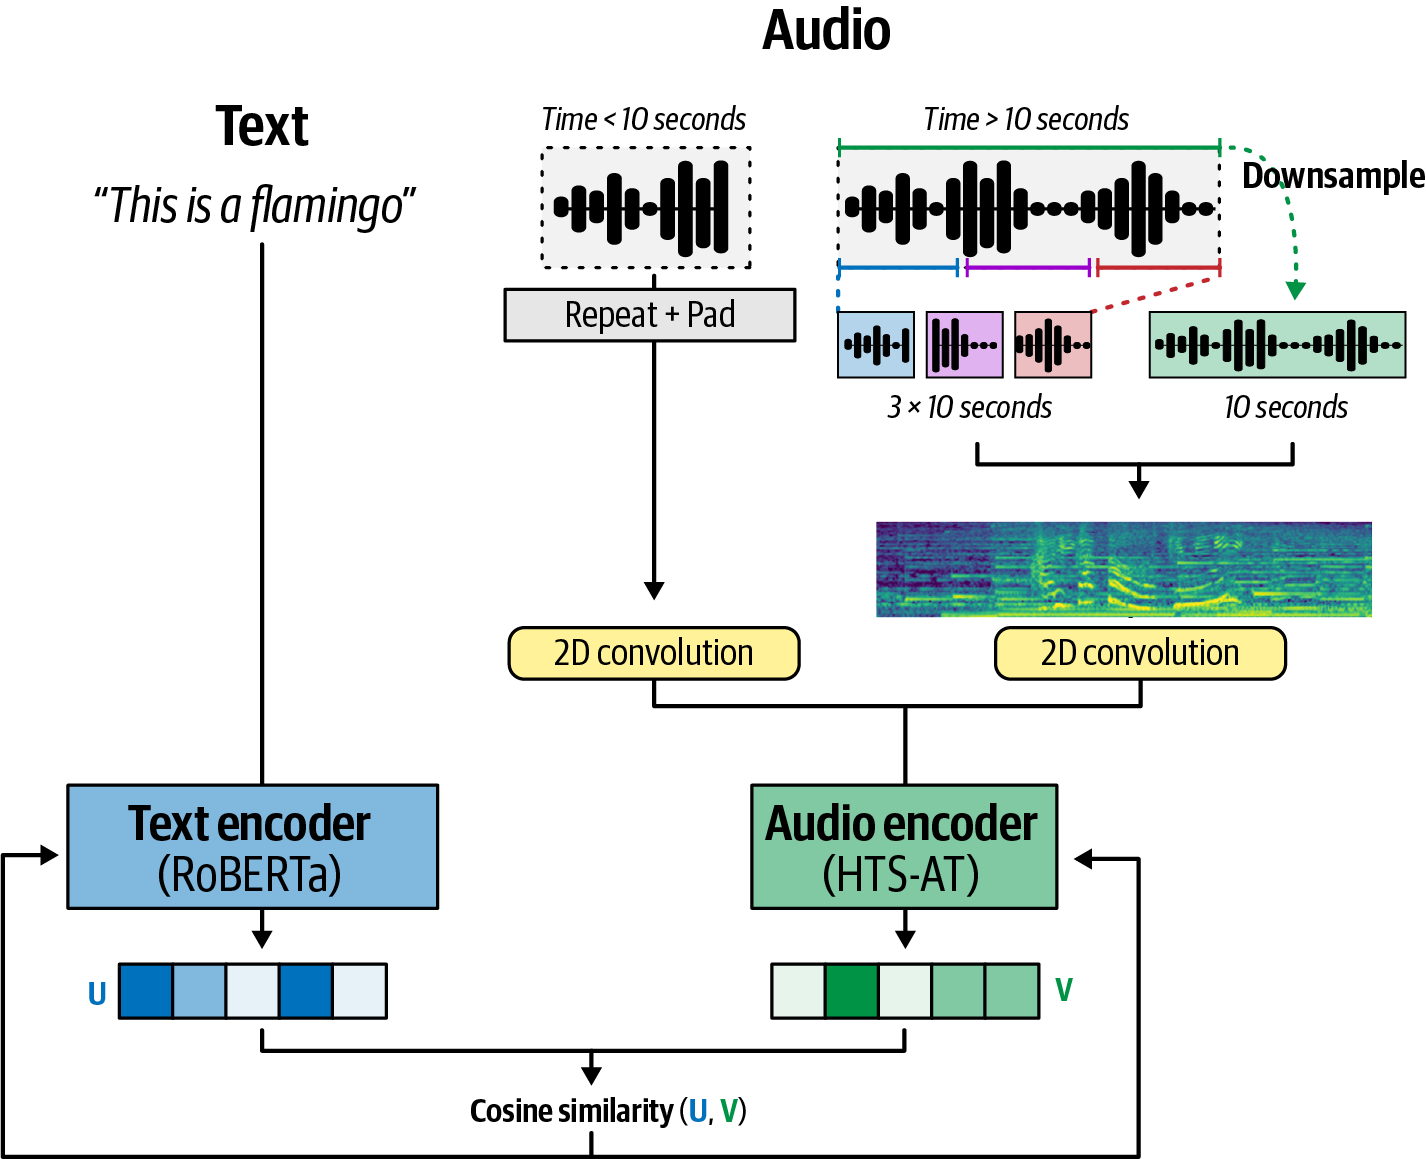 Audio
Text
Time < 10 seconds
Time > 10 seconds
“This is a flamingo”
Downsample
Repeat + Pad
3 × 10 seconds
10 seconds
2D convolution
2D convolution
Text encoder
(RoBERTa)
Audio encoder
(HTS-AT)
U
V
Cosine similarity (U, V)